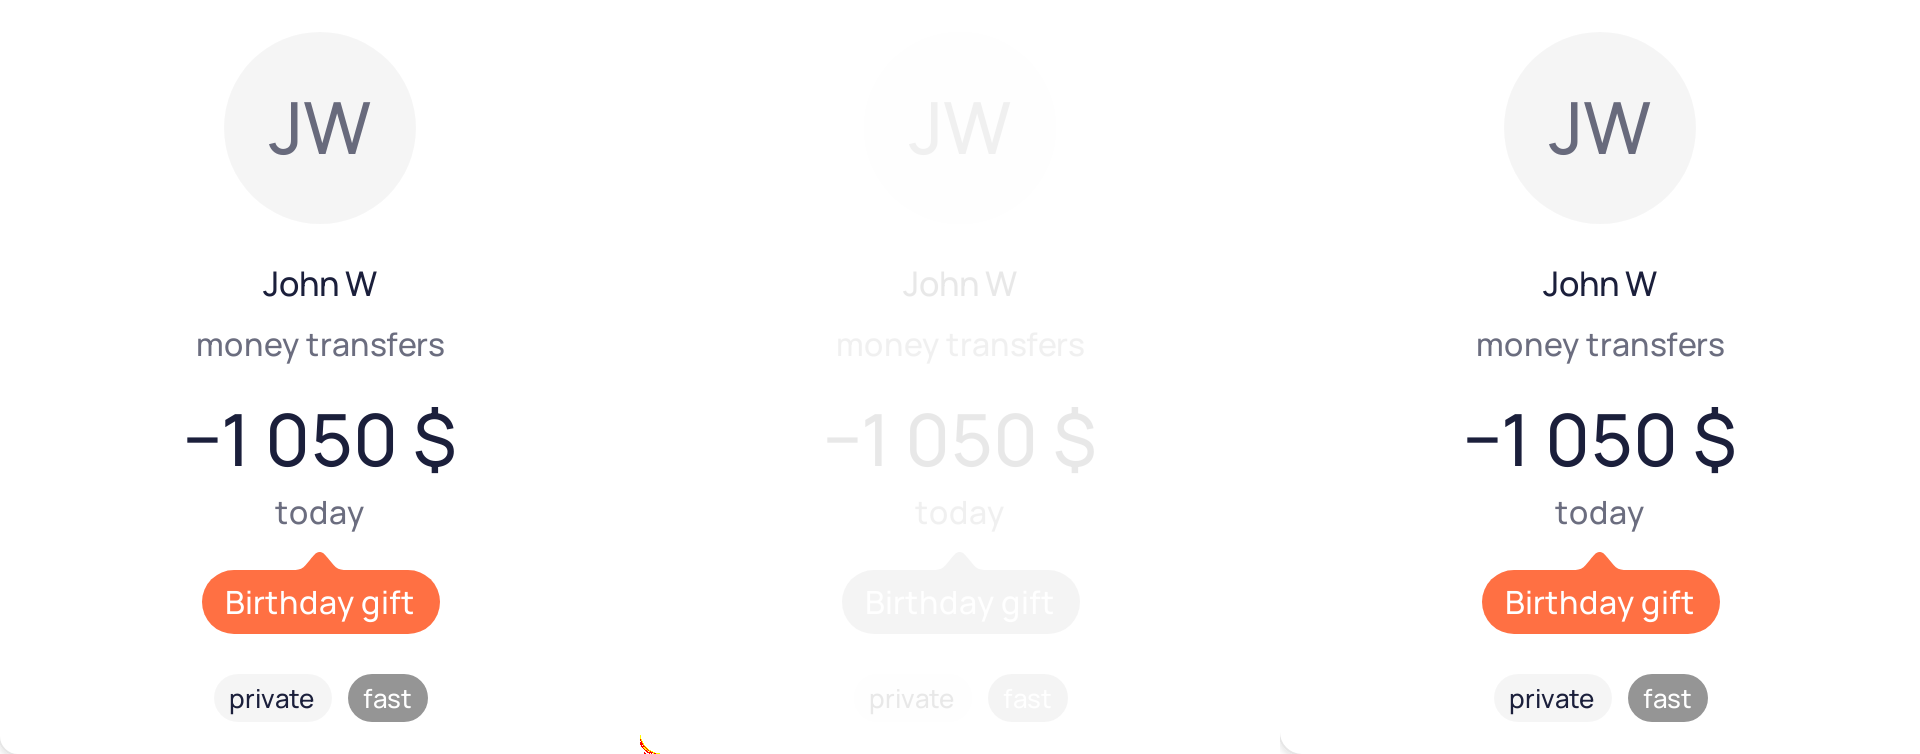 JW
John W
money transfers
−1 050 $
today
Birthday gift
private fast
JW
John W
money transfers
−1 050 $
today
Birthday gift
private fast
JW
John W
money transfers
−1 050 $
today
Birthday gift
private fast